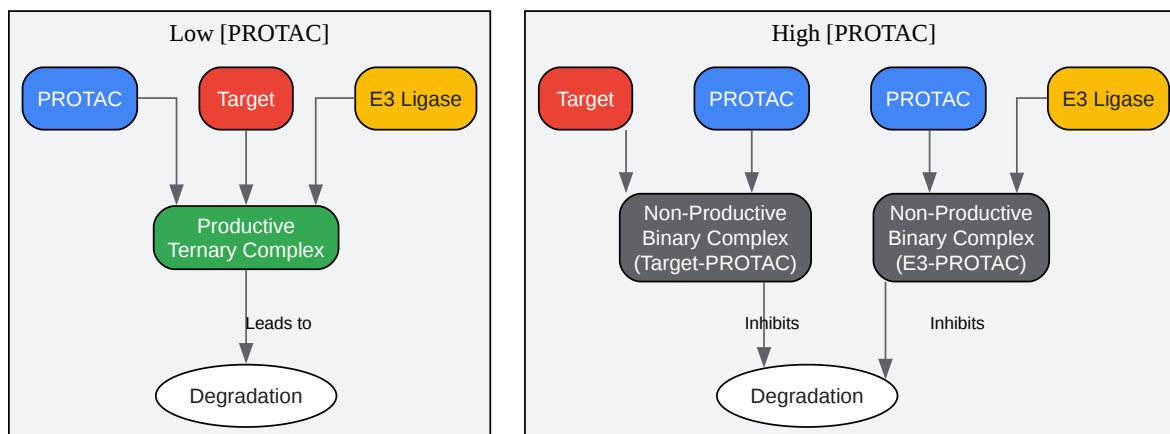 Low [PROTAC]
PROTAC
Target
E3 Ligase
Productive
Ternary Complex
Leads to
Degradation
High [PROTAC]
Target
PROTAC
PROTAC
E3 Ligase
Non-Productive
Binary Complex
(Target-PROTAC)
Non-Productive
Binary Complex
(E3-PROTAC)
Inhibits
Inhibits
Degradation